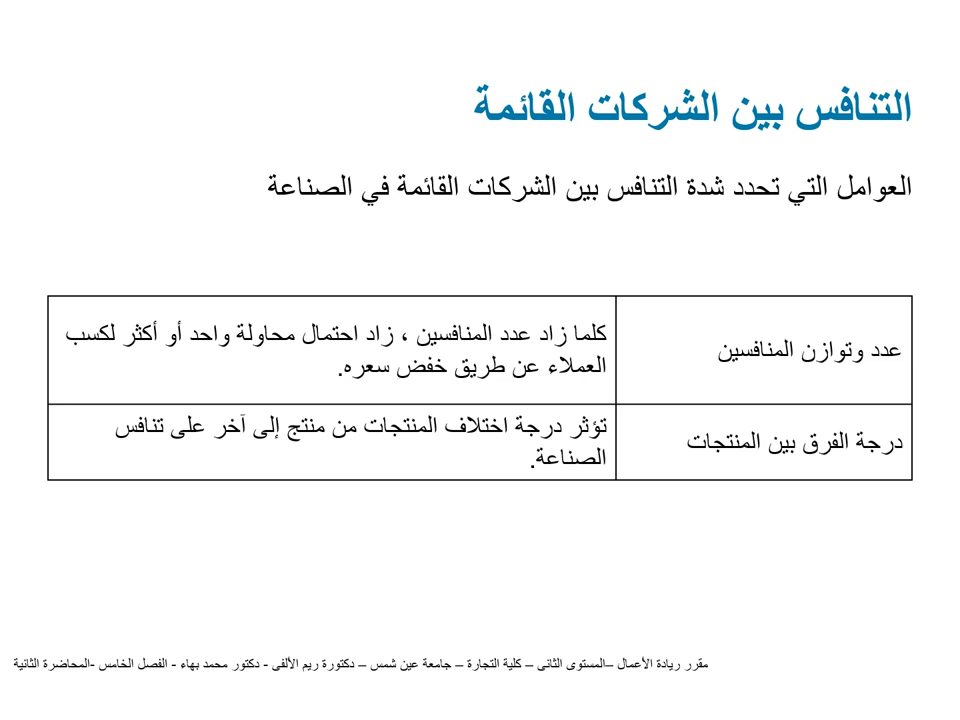 التنافس بين الشركات القائمة
العوامل التي تحدد شدة التنافس بين الشركات القائمة في الصناعة
عدد وتوازن المنافسين
كلما زاد عدد المنافسين ، زاد احتمال محاولة واحد أو أكثر لكسب
العملاء عن طريق خفض سعره.
درجة الفرق بين المنتجات
تؤثر درجة اختلاف المنتجات من منتج إلى آخر على تنافس
الصناعة.
مقرر ريادة الأعمال –المستوى الثانى – كلية التجارة – جامعة عين شمس – دكتورة ريم الألفى - دكتور محمد بهاء - الفصل الخامس -المحاضرة الثانية